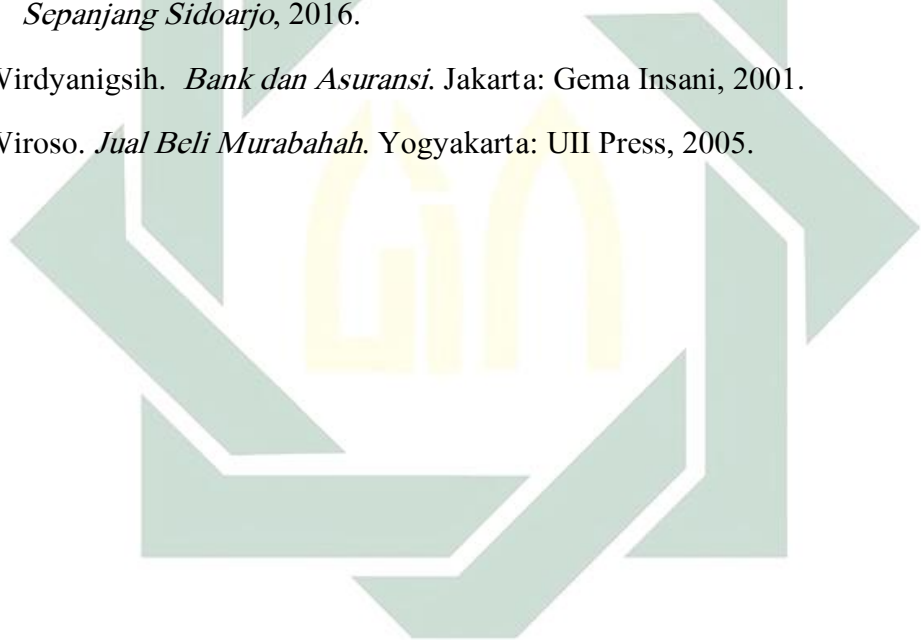 Sepanjang Sidoarjo, 2016.
Wirdyanigsih. Bank dan Asuransi. Jakarta: Gema Insani, 2001.
Wiroso. Jual Beli Murabahah. Yogyakarta: UII Press, 2005.